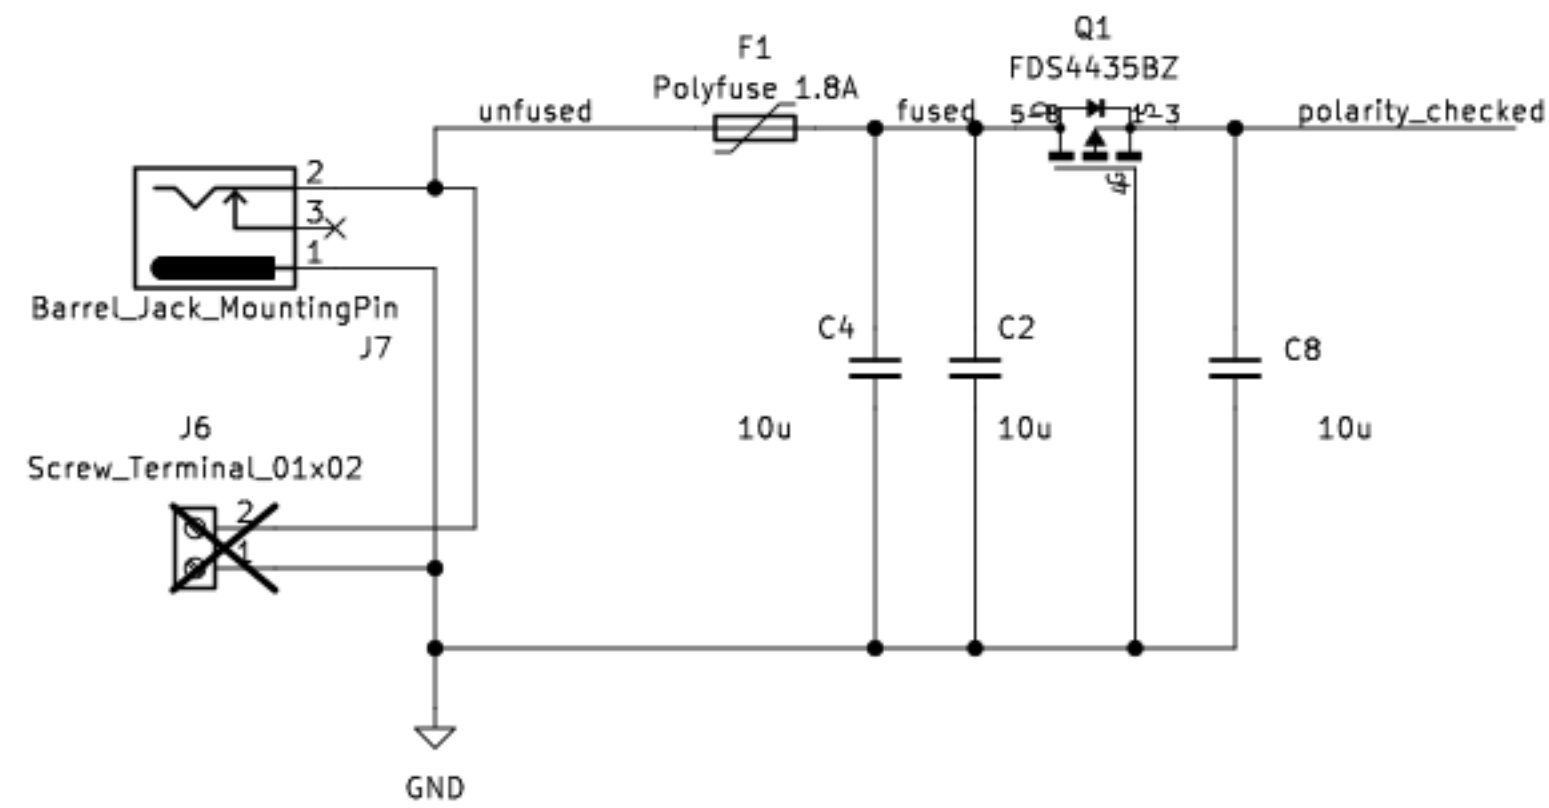 Q1
FDS4435BZ
F1
Polyfuse_1.8A
unfused
fused
5-8
D
S
1-3
polarity_checked
G
4
2
3
1
Barrel_Jack_MountingPin
J7
C4
10u
C2
10u
C8
10u
J6
Screw_Terminal_01x02
2
1
GND